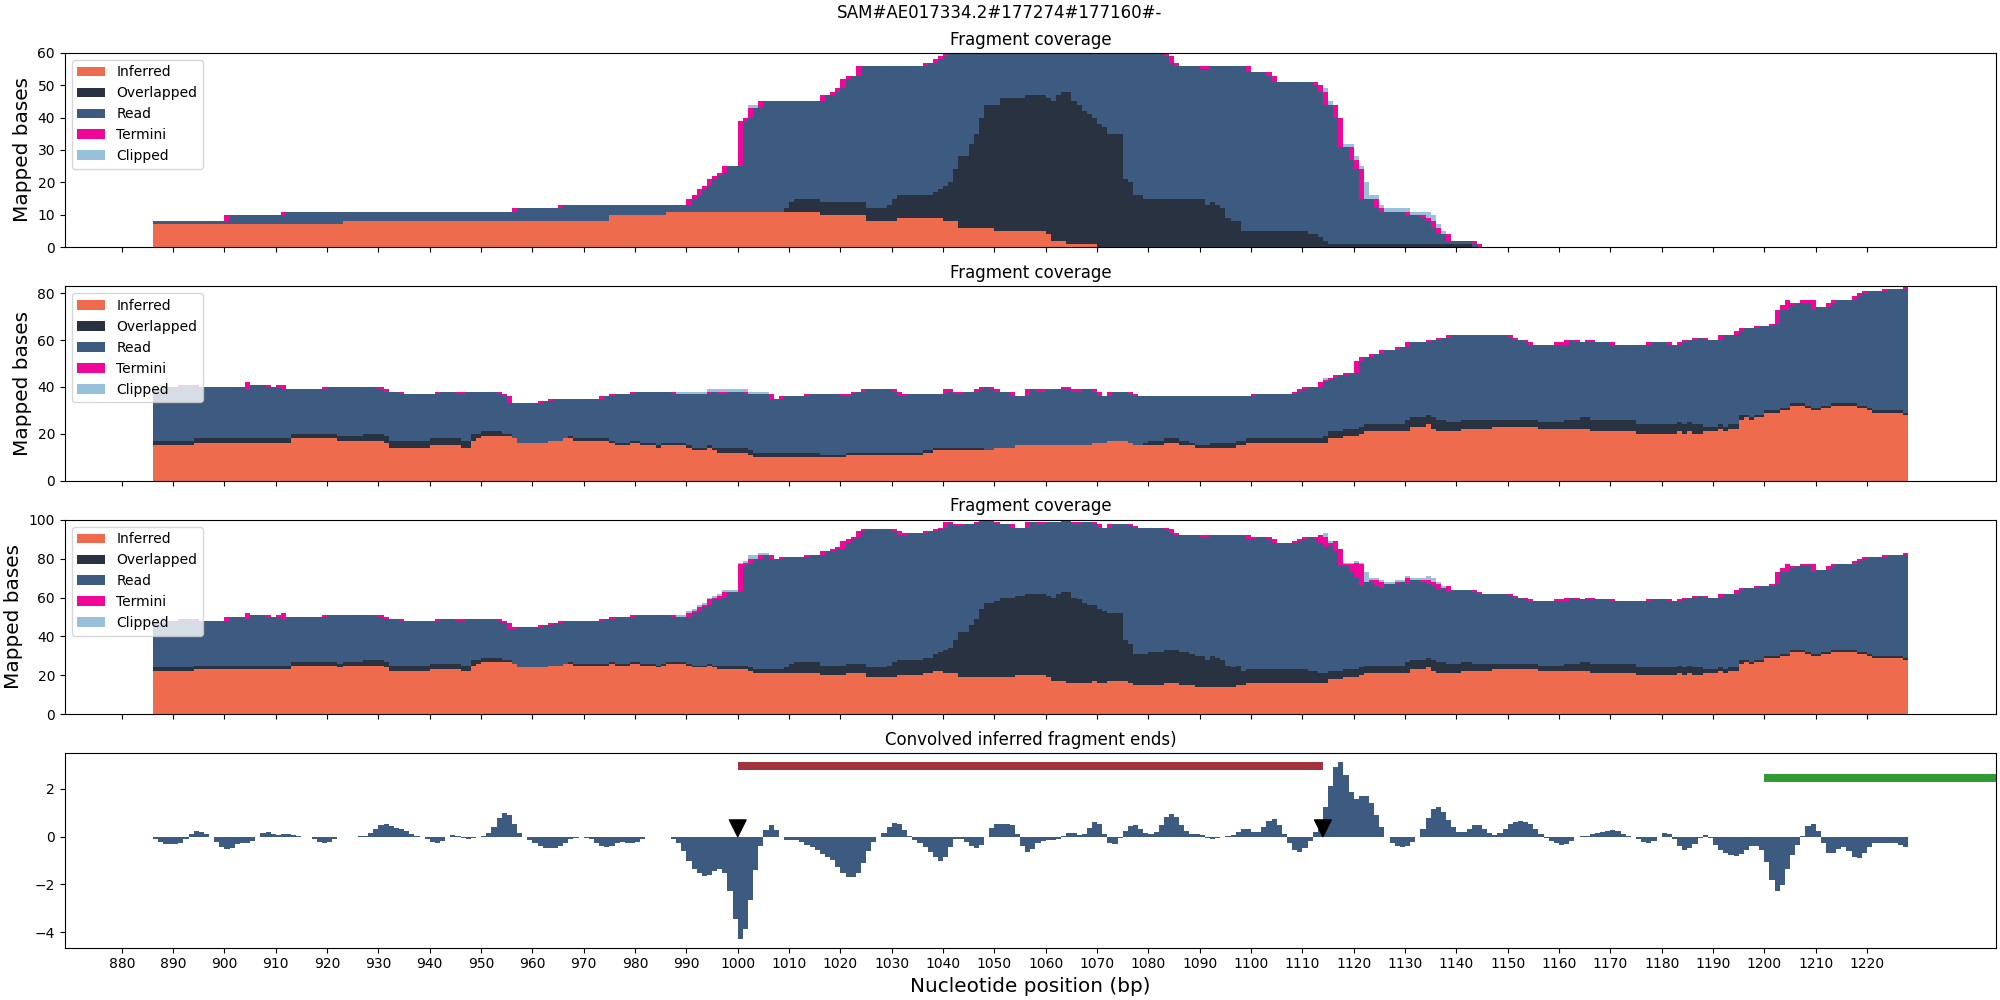 SAM#AE017334.2#177274#177160#-
Fragment coverage
Mapped bases
60
50
40
30
20
10
0
Inferred
Overlapped
Read
Termini
Clipped
Fragment coverage
Mapped bases
80
60
40
20
0
Inferred
Overlapped
Read
Termini
Clipped
Fragment coverage
Mapped bases
100
80
60
40
20
0
Inferred
Overlapped
Read
Termini
Clipped
Convolved inferred fragment ends)
2
0
−2
−4
880 890 900 910 920 930 940 950 960 970 980 990 1000 1010 1020 1030 1040 1050 1060 1070 1080 1090 1100 1110 1120 1130 1140 1150 1160 1170 1180 1190 1200 1210 1220
Nucleotide position (bp)